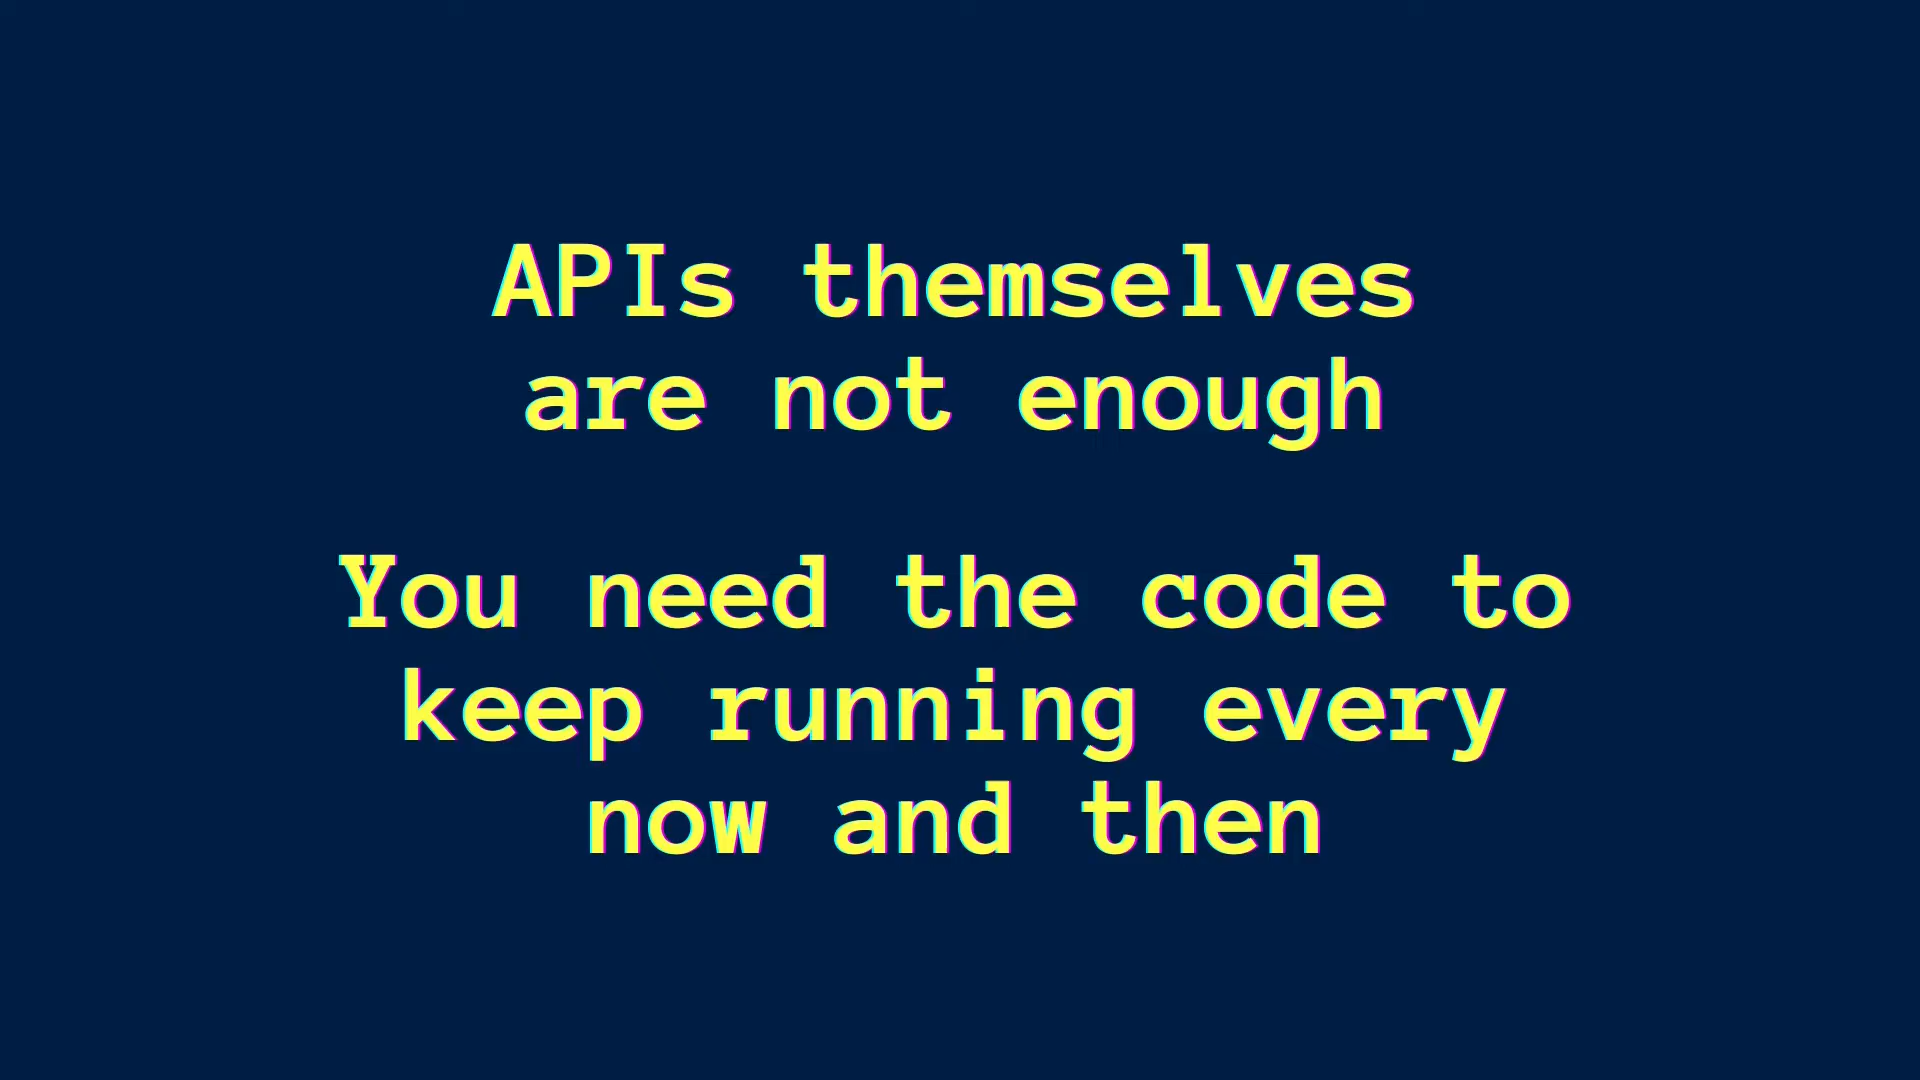 APIs themselves
are not enough
You need the code to
keep running every
now and then